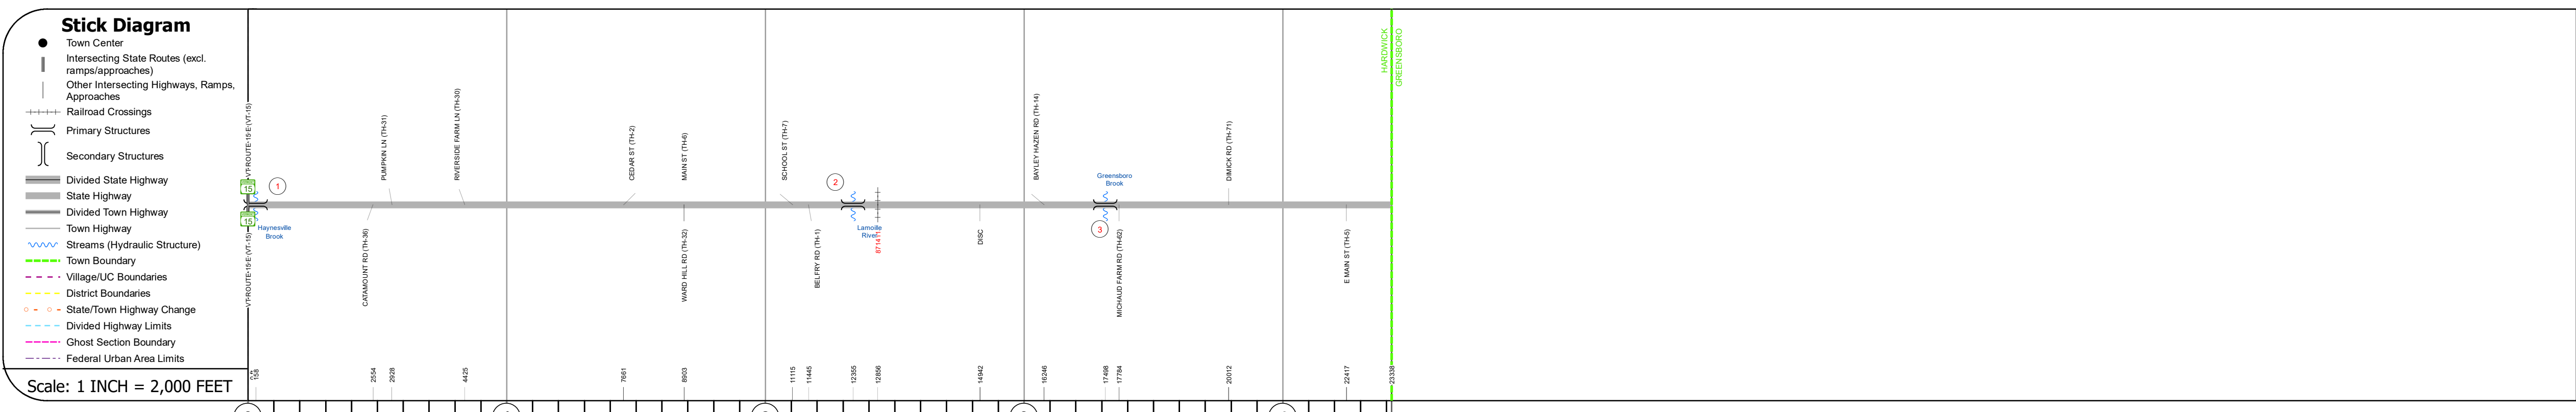 Stick Diagram
Town Center
Intersecting State Routes (excl.
ramps/approaches)
Other Intersecting Highways, Ramps,
Approaches
Railroad Crossings
Primary Structures
Secondary Structures
Divided State Highway
State Highway
Divided Town Highway
Town Highway
Streams (Hydraulic Structure)
Town Boundary
Village/UC Boundaries
District Boundaries
State/Town Highway Change
Divided Highway Limits
Ghost Section Boundary
Federal Urban Area Limits
Scale: 1 INCH = 2,000 FEET
VT-ROUTE-15 E (VT-15)
15
15
VT-ROUTE-15 E (VT-15)
1
Haynesville
Brook
CATAMOUNT RD (TH-36)
PUMPKIN LN (TH-31)
RIVERSIDE FARM LN (TH-30)
CEDAR ST (TH-2)
MAIN ST (TH-6)
WARD HILL RD (TH-32)
SCHOOL ST (TH-7)
BELFRY RD (TH-1)
2
Lamoille
River
DISC
BAYLEY HAZEN RD (TH-14)
Greensboro
Brook
3
MICHAUD FARM RD (TH-62)
DIMICK RD (TH-71)
E MAIN ST (TH-5)
HARDWICK
GREENSBORO
158
2554
2928
4425
7661
8903
11115
11445
12355
12856
14942
16246
17498
17784
20012
22417
23338